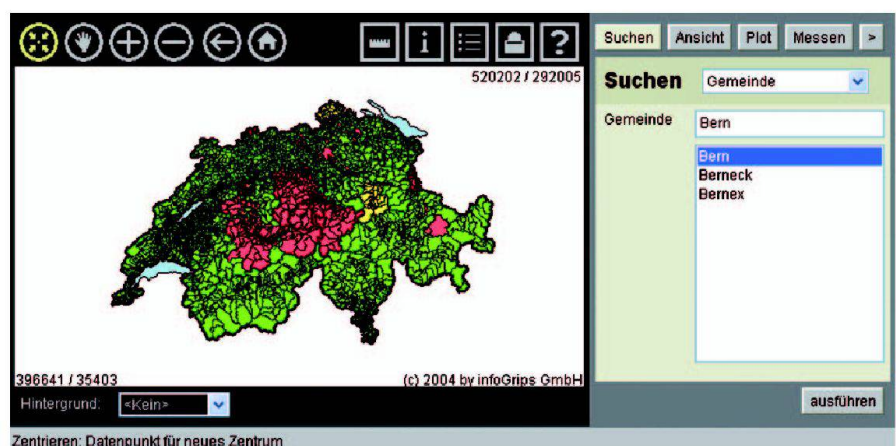 Suchen Ansicht Plot Messen >
520202 / 292005
Suchen Gemeinde
Gemeinde Bern
Bern
Berneck
Bernex
396641 / 35403 (c) 2004 by infoGrips GmbH
Hintergrund: <Kein> ausführen
Zentrieren: Datenpunkt für neues Zentrum